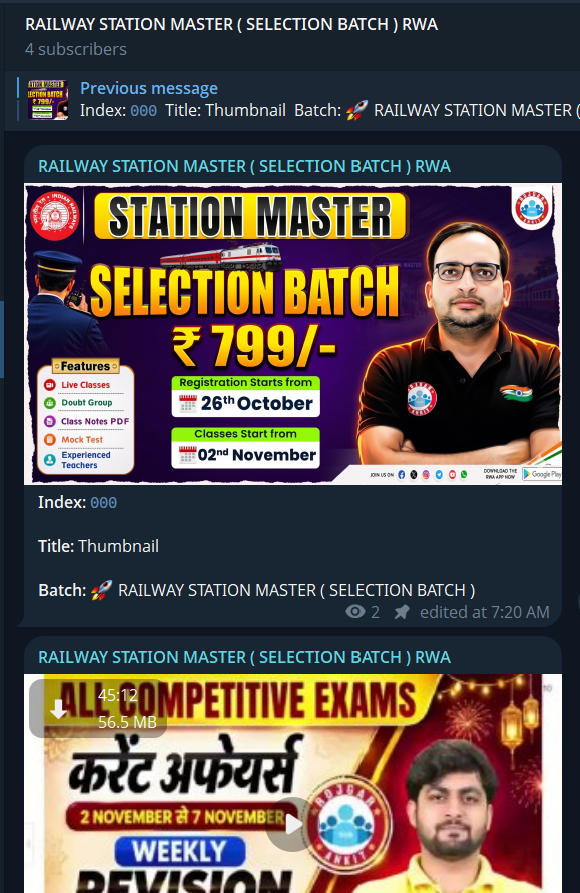 RAILWAY STATION MASTER ( SELECTION BATCH ) RWA
4 subscribers
Previous message
Index: 000 Title: Thumbnail Batch: 🚀 RAILWAY STATION MASTER (
RAILWAY STATION MASTER ( SELECTION BATCH ) RWA
STATION MASTER
SELECTION BATCH
₹ 799/-
Features
Live Classes
Doubt Group
Class Notes PDF
Mock Test
Experienced
Teachers
Registration Starts from
26th October
Classes Start from
02nd November
JOIN US ON
DOWNLOAD THE
RWA APP NOW
Google Play
Index: 000
Title: Thumbnail
Batch: 🚀 RAILWAY STATION MASTER ( SELECTION BATCH )
2 edited at 7:20 AM
RAILWAY STATION MASTER ( SELECTION BATCH ) RWA
45:12
56.5 MB
ALL COMPETITIVE EXAMS
करेंट अफेयर्स
2 NOVEMBER से 7 NOVEMBER
WEEKLY
REVISION
ROJGAR
ANKIT